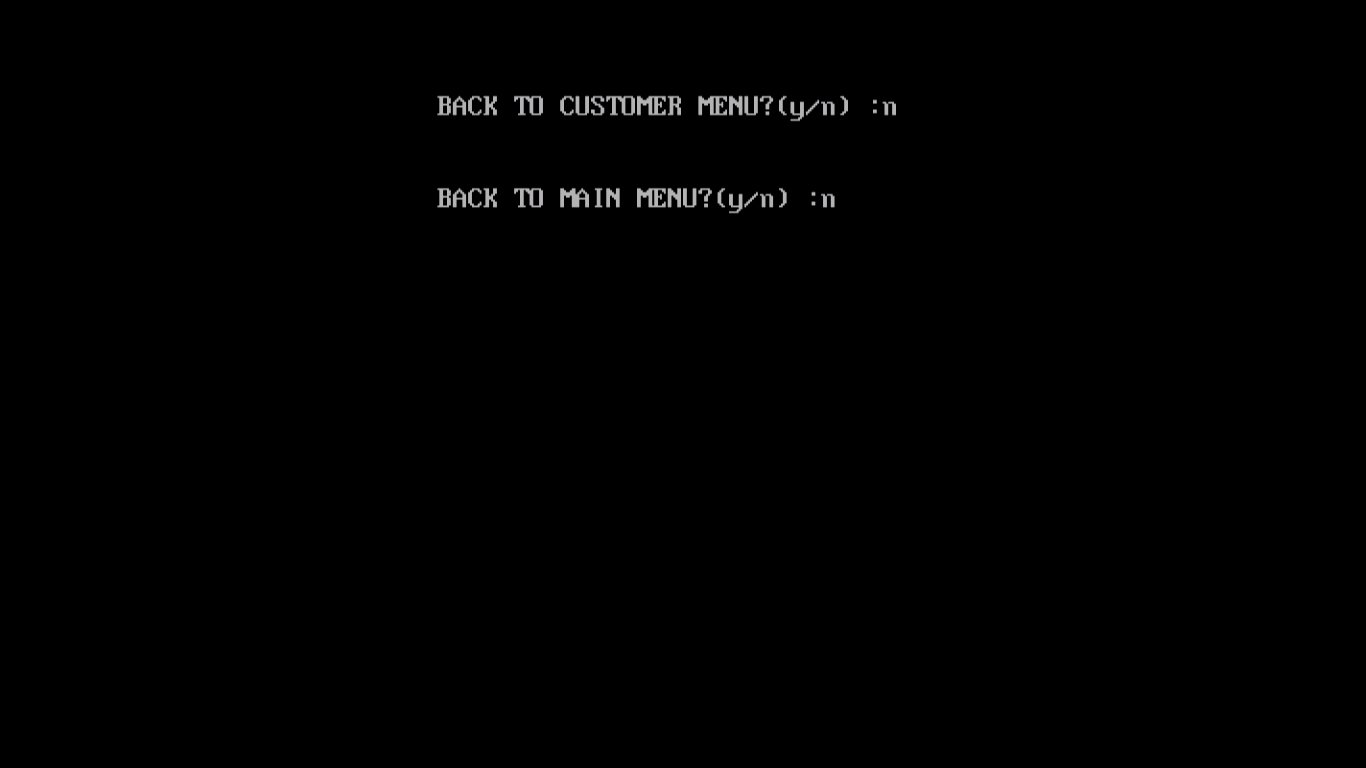 BACK TO CUSTOMER MENU?(y/n) :n
BACK TO MAIN MENU?(y/n) :n